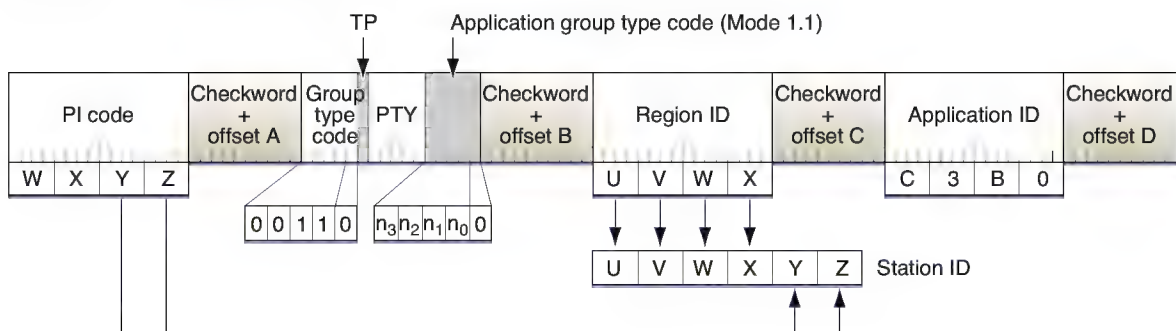 TP
Application group type code (Mode 1.1)
PI code
Checkword + offset A
Group type code
PTY
Checkword + offset B
Region ID
Checkword + offset C
Application ID
Checkword + offset D
W X Y Z
U V W X
C 3 B 0
0 0 1 1 0
n₃ n₂ n₁ n₀ 0
U V W X Y Z
Station ID